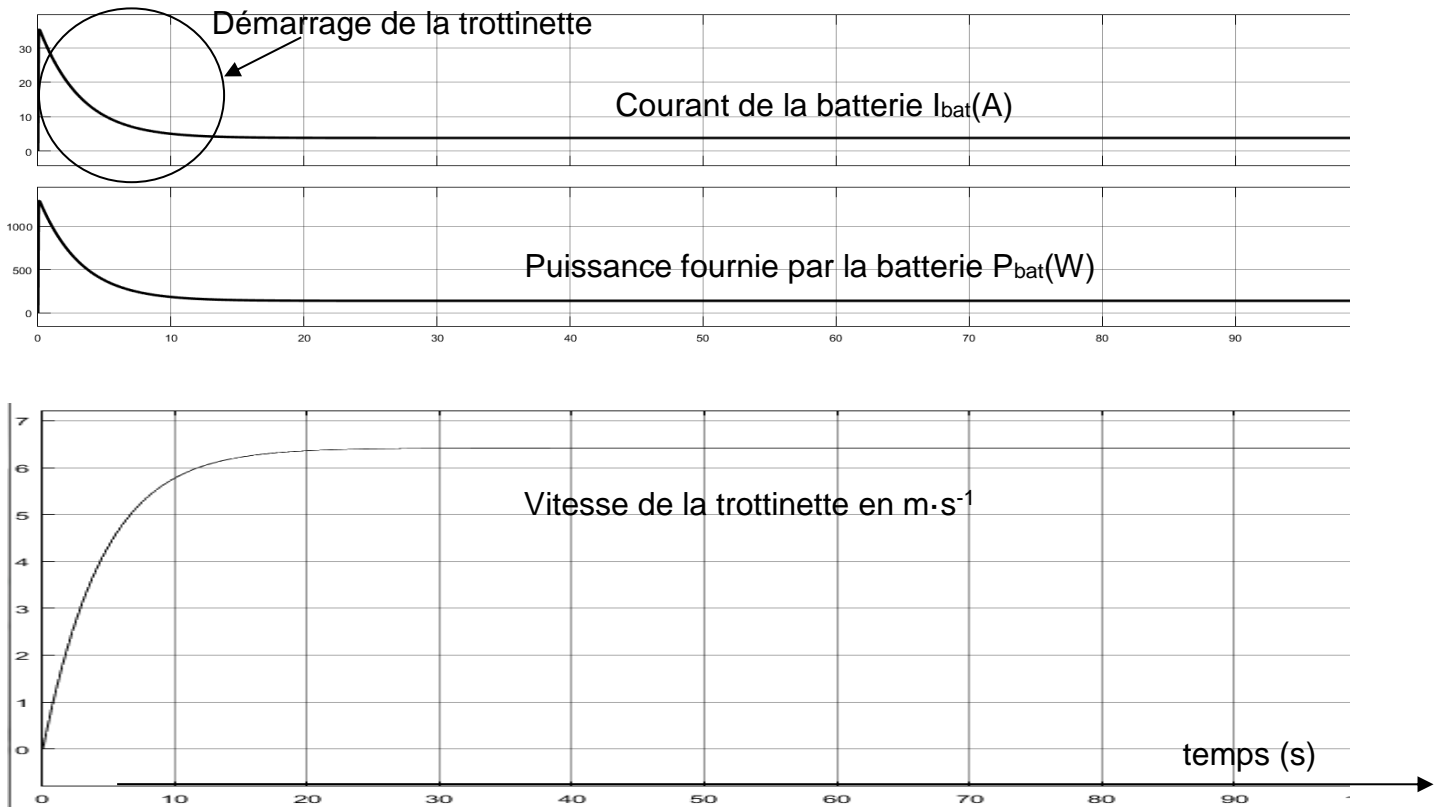 Démarrage de la trottinette
30
20
10
0
Courant de la batterie Ibat(A)
1000
500
0
Puissance fournie par la batterie Pbat(W)
0 10 20 30 40 50 60 70 80 90
7
6
5
4
3
2
1
0
Vitesse de la trottinette en m·s-1
temps (s)
0 10 20 30 40 50 60 70 80 90